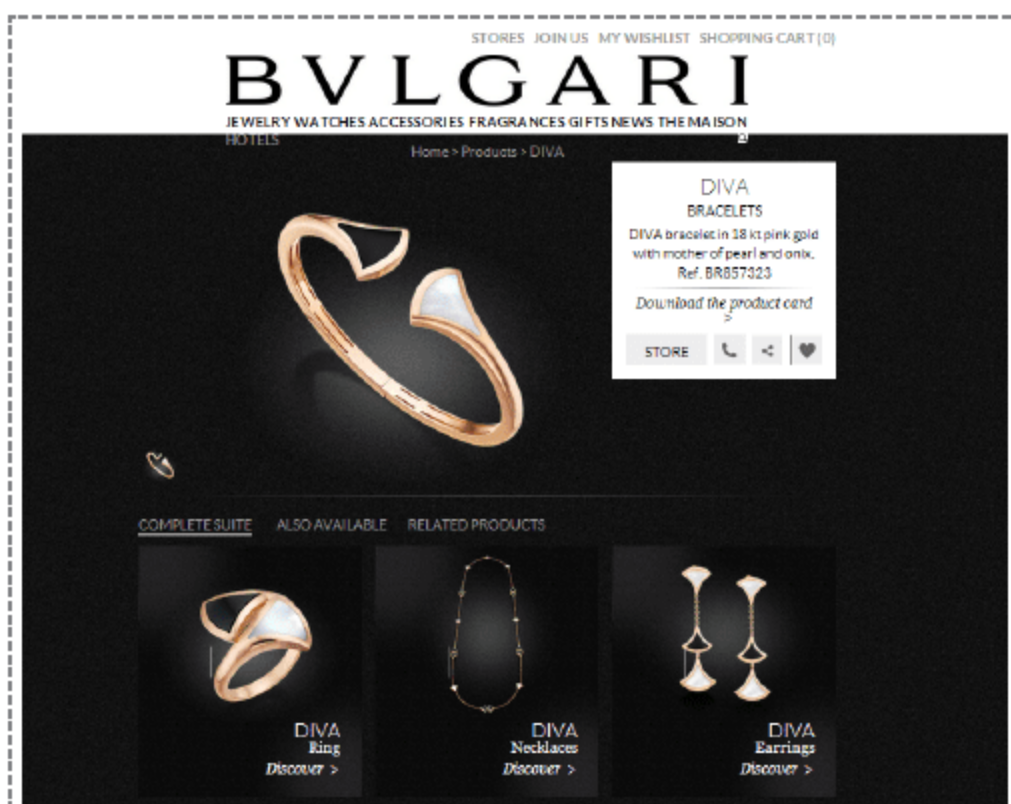 STORES JOIN US MY WISHLIST SHOPPING CART (0)
BVLGARI
JEWELRY WATCHES ACCESSORIES FRAGRANCES GIFTS NEWS THE MAISON
HOTELS
Home > Products > DIVA
DIVA
BRACELETS
DIVA bracelet in 18 kt pink gold
with mother of pearl and onix.
Ref. BR857323
Download the product card
>
STORE
COMPLETE SUITE ALSO AVAILABLE RELATED PRODUCTS
DIVA
Ring
Discover >
DIVA
Necklaces
Discover >
DIVA
Earrings
Discover >